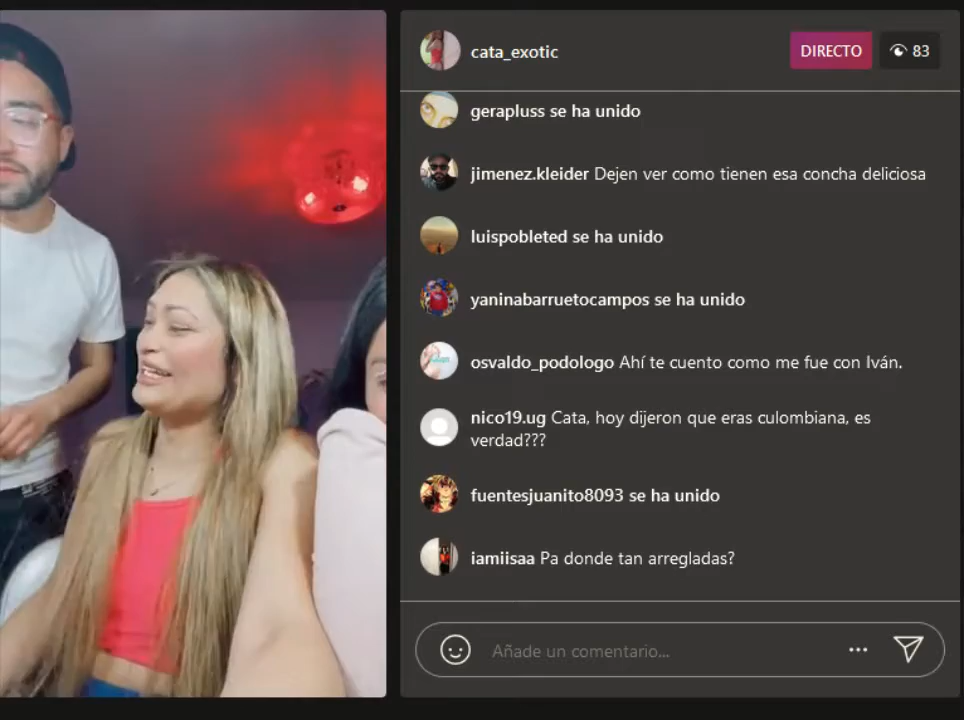 cata_exotic
DIRECTO
83
gerapluss se ha unido
jimenez.kleider Dejen ver como tienen esa concha deliciosa
luispobleted se ha unido
yaninabarruetocampos se ha unido
osvaldo_podologo Ahí te cuento como me fue con Iván.
nico19.ug Cata, hoy dijeron que eras culombiana, es
verdad???
fuentesjuanito8093 se ha unido
iamiisaa Pa donde tan arregladas?
Añade un comentario...